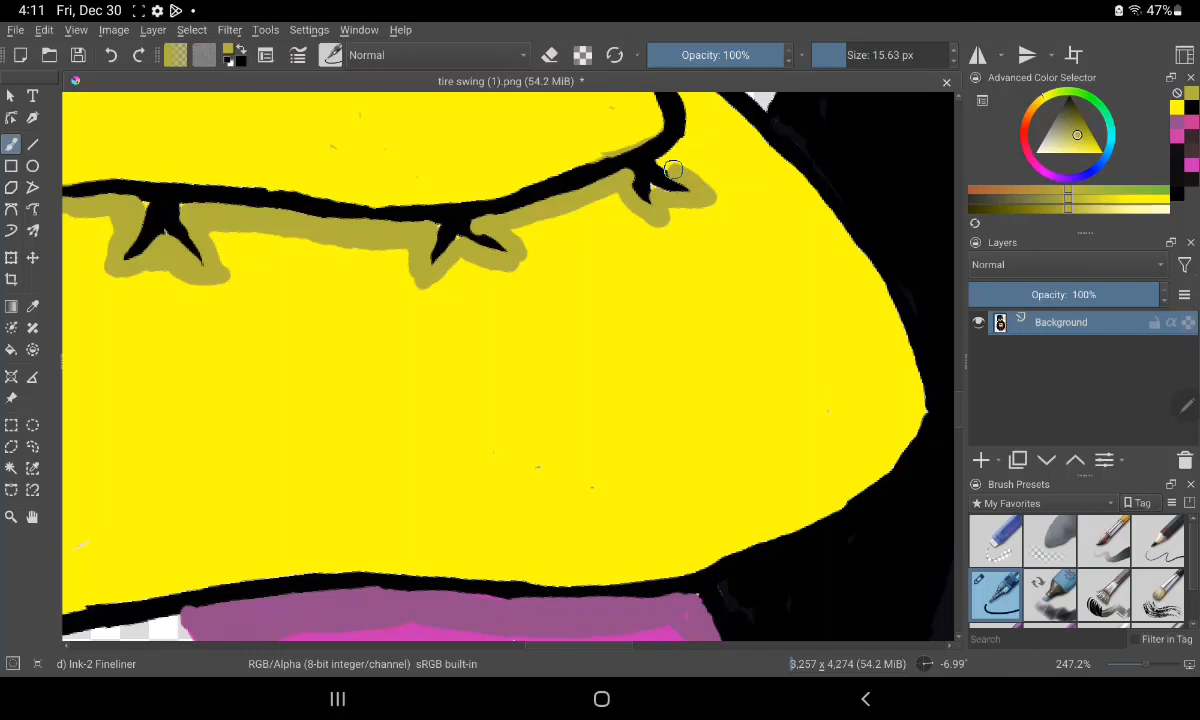 4:11 Fri, Dec 30
47%
File Edit View Image Layer Select Filter Tools Settings Window Help
Normal
Opacity: 100%
Size: 15.63 px
tire swing (1).png (54.2 MiB) *
Advanced Color Selector
Layers
Normal
Opacity: 100%
Background
Brush Presets
★ My Favorites
Tag
Search
Filter in Tag
d) Ink-2 Fineliner
RGB/Alpha (8-bit integer/channel) sRGB built-in
3,257 x 4,274 (54.2 MiB)
-6.99°
247.2%